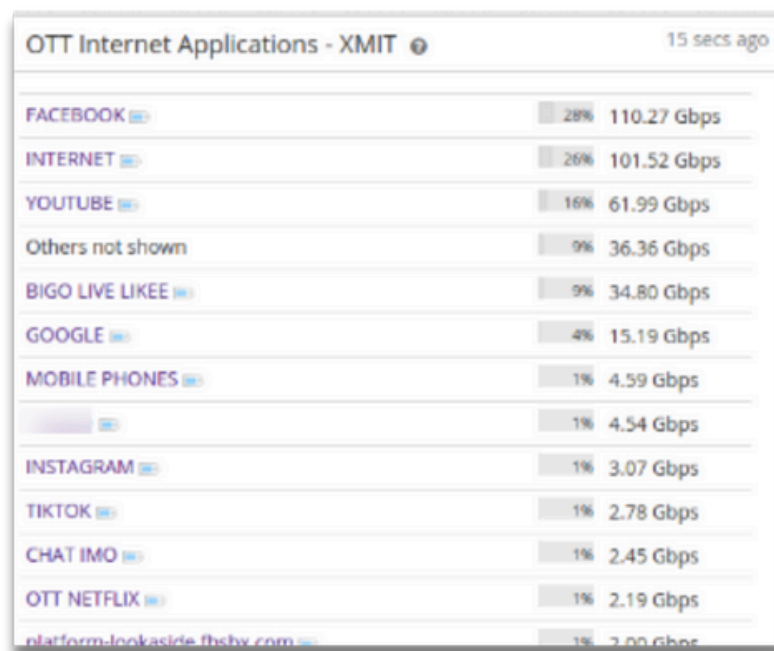 OTT Internet Applications - XMIT ?
15 secs ago
FACEBOOK 28% 110.27 Gbps
INTERNET 26% 101.52 Gbps
YOUTUBE 16% 61.99 Gbps
Others not shown 9% 36.36 Gbps
BIGO LIVE LIKEE 9% 34.80 Gbps
GOOGLE 4% 15.19 Gbps
MOBILE PHONES 1% 4.59 Gbps
1% 4.54 Gbps
INSTAGRAM 1% 3.07 Gbps
TIKTOK 1% 2.78 Gbps
CHAT IMO 1% 2.45 Gbps
OTT NETFLIX 1% 2.19 Gbps
platform-lookaside.fbsbx.com 1% 2.00 Gbps